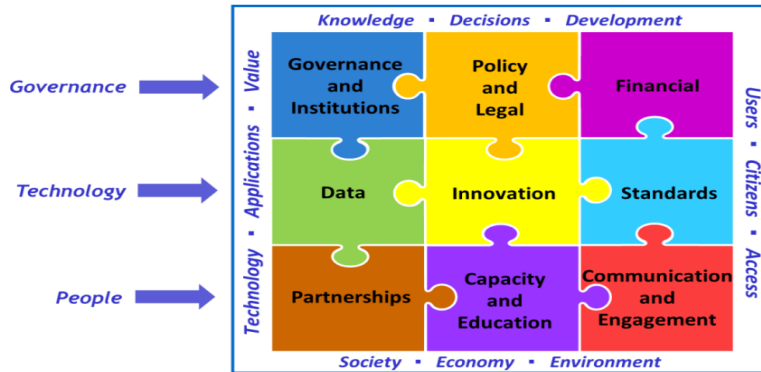 Knowledge ▪ Decisions ▪ Development
Governance
Technology
People
Technology ▪ Applications ▪ Value
Governance
and
Institutions
Policy
and
Legal
Financial
Data
Innovation
Standards
Partnerships
Capacity
and
Education
Communication
and
Engagement
Users ▪ Citizens ▪ Access
Society ▪ Economy ▪ Environment